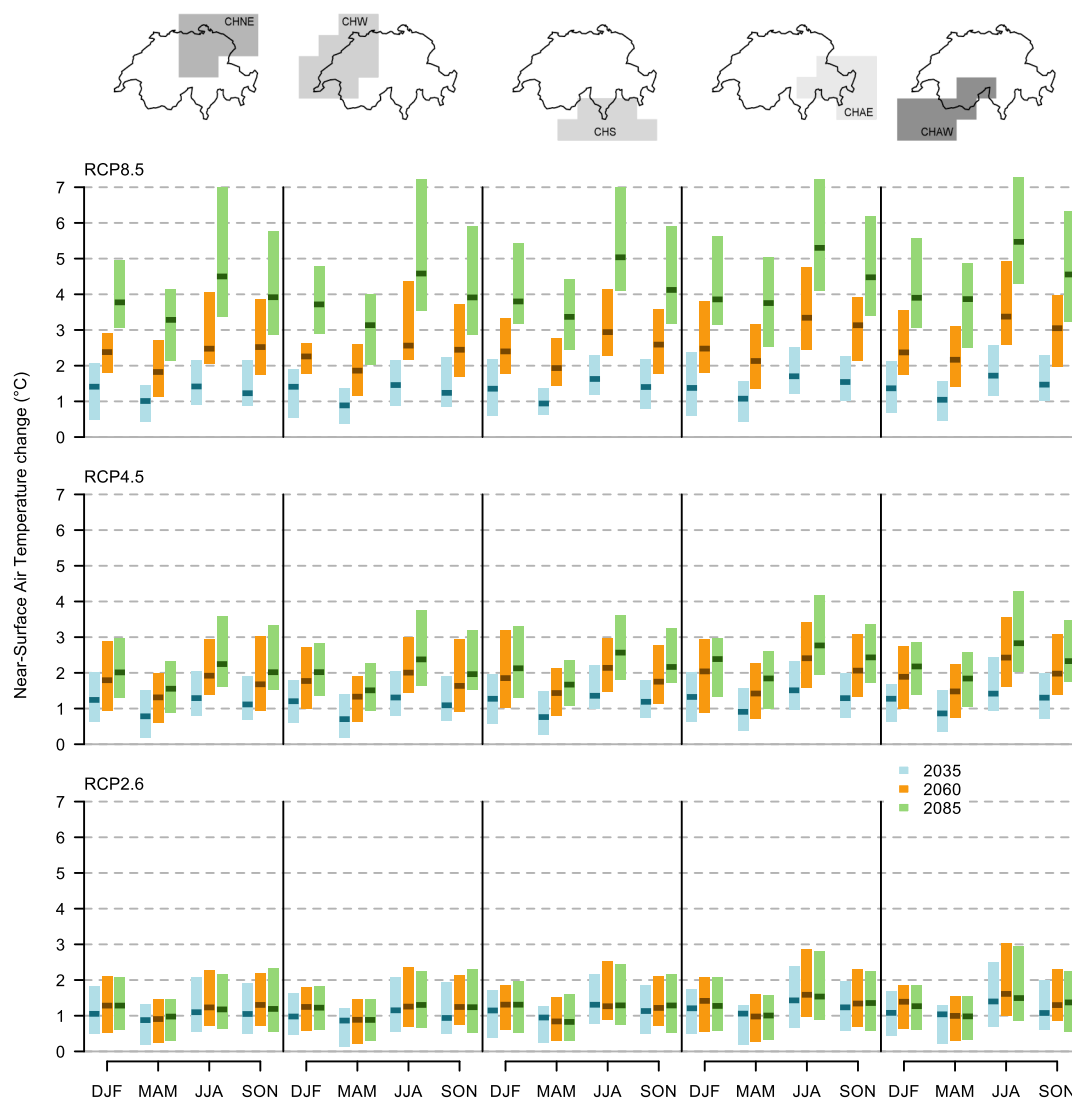 CHNE
CHW
CHS
CHAE
CHAW
Near-Surface Air Temperature change (°C)
RCP8.5
7
6
5
4
3
2
1
0
RCP4.5
7
6
5
4
3
2
1
0
RCP2.6
2035
2060
2085
7
6
5
4
3
2
1
0
DJF MAM JJA SON DJF MAM JJA SON DJF MAM JJA SON DJF MAM JJA SON DJF MAM JJA SON